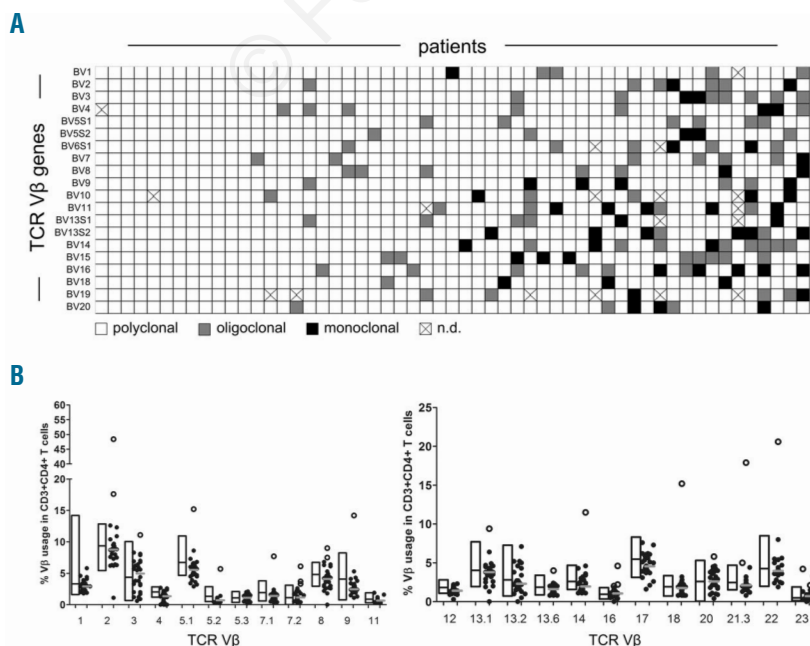 A
© Pr
patients
TCR Vβ genes
BV1
BV2
BV3
BV4
BV5S1
BV5S2
BV6S1
BV7
BV8
BV9
BV10
BV11
BV13S1
BV13S2
BV14
BV15
BV16
BV18
BV19
BV20
polyclonal oligoclonal monoclonal n.d.
B
% Vβ usage in CD3+CD4+ T cells
60
55
50
45
40
20
15
10
5
0
1 2 3 4 5.1 5.2 5.3 7.1 7.2 8 9 11
TCR Vβ
% Vβ usage in CD3+CD4+ T cells
25
20
15
10
5
0
12 13.1 13.2 13.6 14 16 17 18 20 21.3 22 23
TCR Vβ